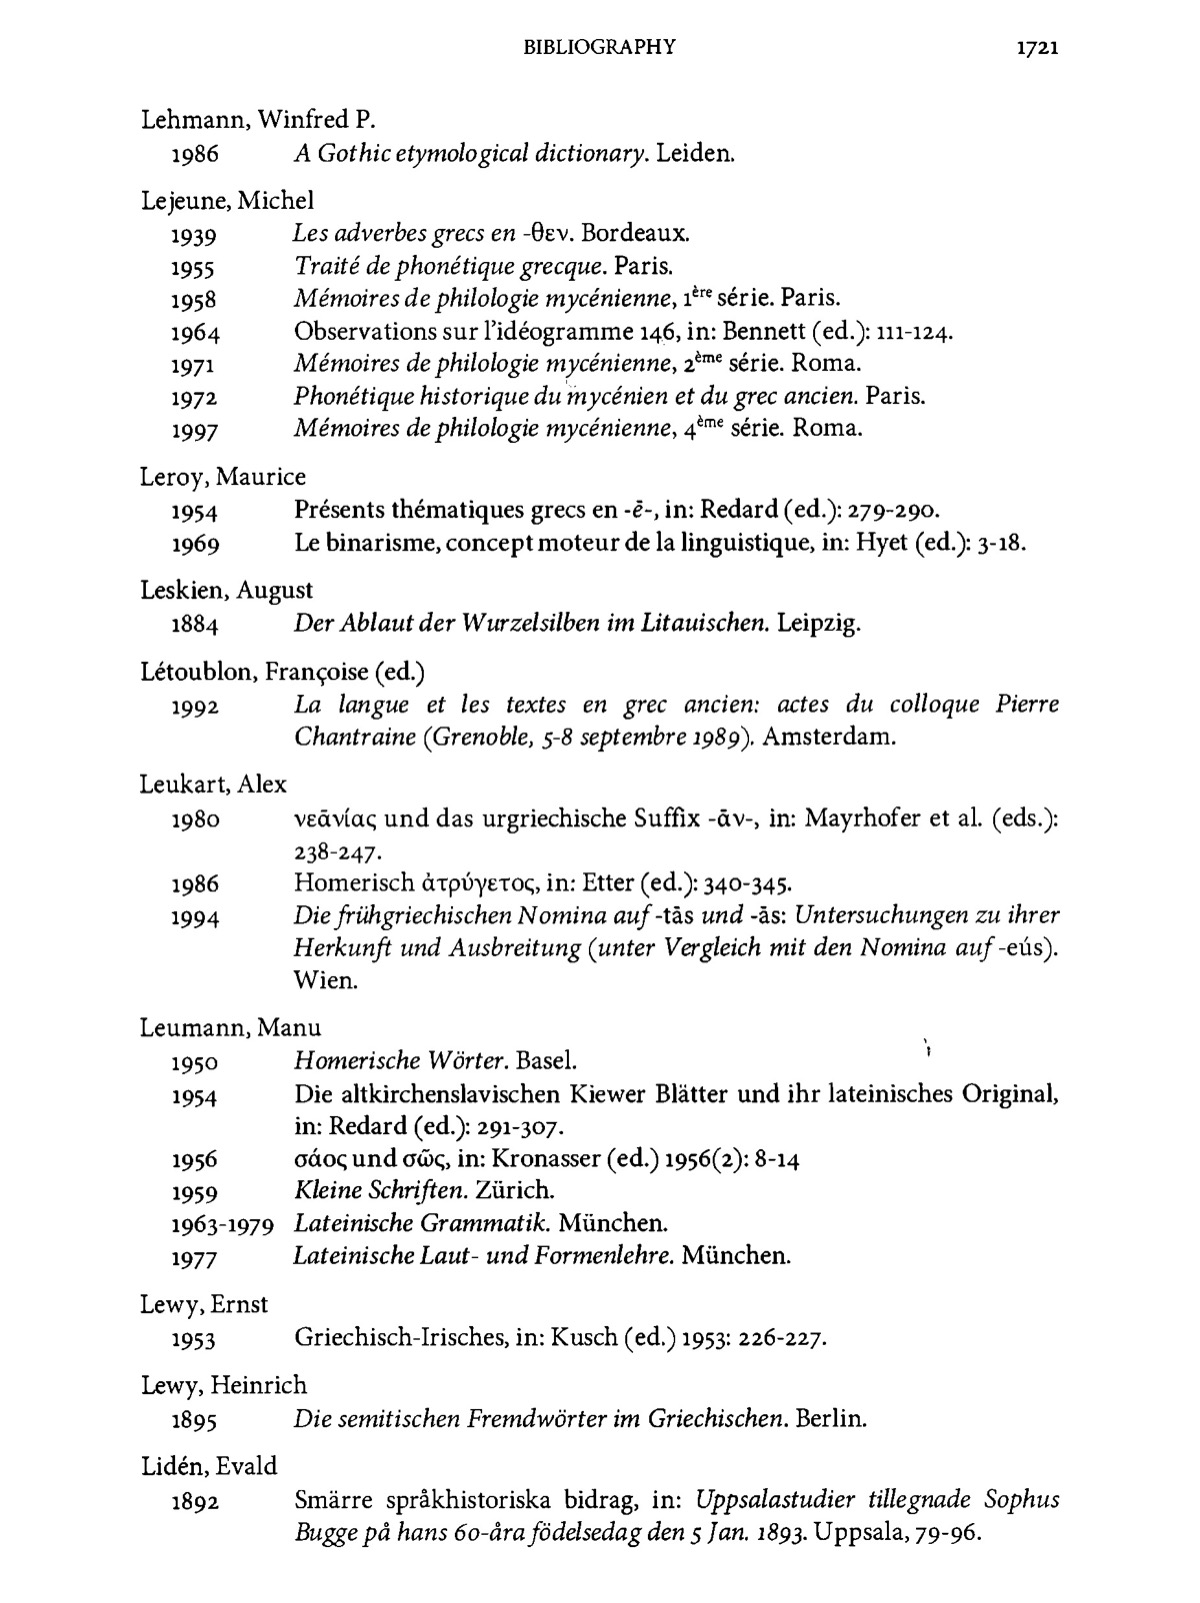 BIBLIOGRAPHY 1721
Lehmann, Winfred P.
1986 A Gothic etymological dictionary. Leiden.
Lejeune, Michel
1939 Les adverbes grecs en -θεν. Bordeaux.
1955 Traité de phonétique grecque. Paris.
1958 Mémoires de philologie mycénienne, 1ère série. Paris.
1964 Observations sur l'idéogramme 146, in: Bennett (ed.): 111-124.
1971 Mémoires de philologie mycénienne, 2ème série. Roma.
1972 Phonétique historique du mycénien et du grec ancien. Paris.
1997 Mémoires de philologie mycénienne, 4ème série. Roma.
Leroy, Maurice
1954 Présents thématiques grecs en -ē-, in: Redard (ed.): 279-290.
1969 Le binarisme, concept moteur de la linguistique, in: Hyet (ed.): 3-18.
Leskien, August
1884 Der Ablaut der Wurzelsilben im Litauischen. Leipzig.
Létoublon, Françoise (ed.)
1992 La langue et les textes en grec ancien: actes du colloque Pierre
Chantraine (Grenoble, 5-8 septembre 1989). Amsterdam.
Leukart, Alex
1980 νεᾱνίας und das urgriechische Suffix -ᾱν-, in: Mayrhofer et al. (eds.):
238-247.
1986 Homerisch ἀτρύγετος, in: Etter (ed.): 340-345.
1994 Die frühgriechischen Nomina auf -tās und -ās: Untersuchungen zu ihrer
Herkunft und Ausbreitung (unter Vergleich mit den Nomina auf -eús).
Wien.
Leumann, Manu
1950 Homerische Wörter. Basel.
1954 Die altkirchenslavischen Kiewer Blätter und ihr lateinisches Original,
in: Redard (ed.): 291-307.
1956 σάος und σῶς, in: Kronasser (ed.) 1956(2): 8-14
1959 Kleine Schriften. Zürich.
1963-1979 Lateinische Grammatik. München.
1977 Lateinische Laut- und Formenlehre. München.
Lewy, Ernst
1953 Griechisch-Irisches, in: Kusch (ed.) 1953: 226-227.
Lewy, Heinrich
1895 Die semitischen Fremdwörter im Griechischen. Berlin.
Lidén, Evald
1892 Smärre språkhistoriska bidrag, in: Uppsalastudier tillegnade Sophus
Bugge på hans 60-åra födelsedag den 5 Jan. 1893. Uppsala, 79-96.